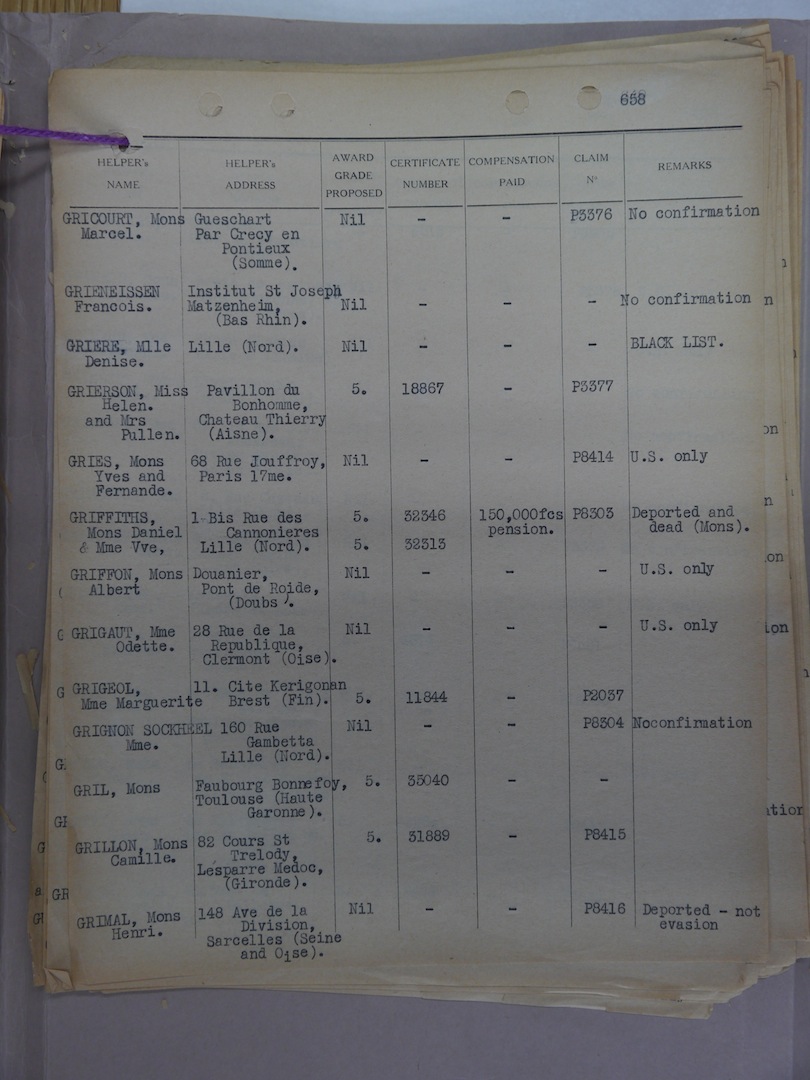 658
HELPER's NAME HELPER's ADDRESS AWARD GRADE PROPOSED CERTIFICATE NUMBER COMPENSATION PAID CLAIM N° REMARKS
GRICOURT, Mons Gueschart Nil - - P3376 No confirmation
Marcel. Par Crecy en
Pontieux
(Somme).
GRIENEISSEN Institut St Joseph
Francois. Matzenheim, Nil - - - No confirmation
(Bas Rhin).
GRIERE, Mlle Lille (Nord). Nil - - - BLACK LIST.
Denise.
GRIERSON, Miss Pavillon du 5. 18867 - P3377
Helen. Bonhomme,
and Mrs Chateau Thierry
Pullen. (Aisne).
GRIES, Mons 68 Rue Jouffroy, Nil - - P8414 U.S. only
Yves and Paris 17me.
Fernande.
GRIFFITHS, 1 Bis Rue des 5. 32346 150,000fcs P8303 Deported and
Mons Daniel Cannonieres pension. dead (Mons).
& Mme Vve, Lille (Nord). 5. 32313
GRIFFON, Mons Douanier, Nil - - - U.S. only
Albert Pont de Roide,
(Doubs).
GRIGAUT, Mme 28 Rue de la Nil - - - U.S. only
Odette. Republique,
Clermont (Oise).
GRIGEOL, 11. Cite Kerigonan
Mme Marguerite Brest (Fin). 5. 11844 - P2037
GRIGNON SOCKHEEL 160 Rue Nil - - P8304 Noconfirmation
Mme. Gambetta
Lille (Nord).
GRIL, Mons Faubourg Bonnefoy, 5. 33040 - -
Toulouse (Haute
Garonne).
GRILLON, Mons 82 Cours St 5. 31889 - P8415
Camille. Trelody,
Lesparre Medoc,
(Gironde).
GRIMAL, Mons 148 Ave de la Nil - - P8416 Deported - not
Henri. Division, evasion
Sarcelles (Seine
and Oise).